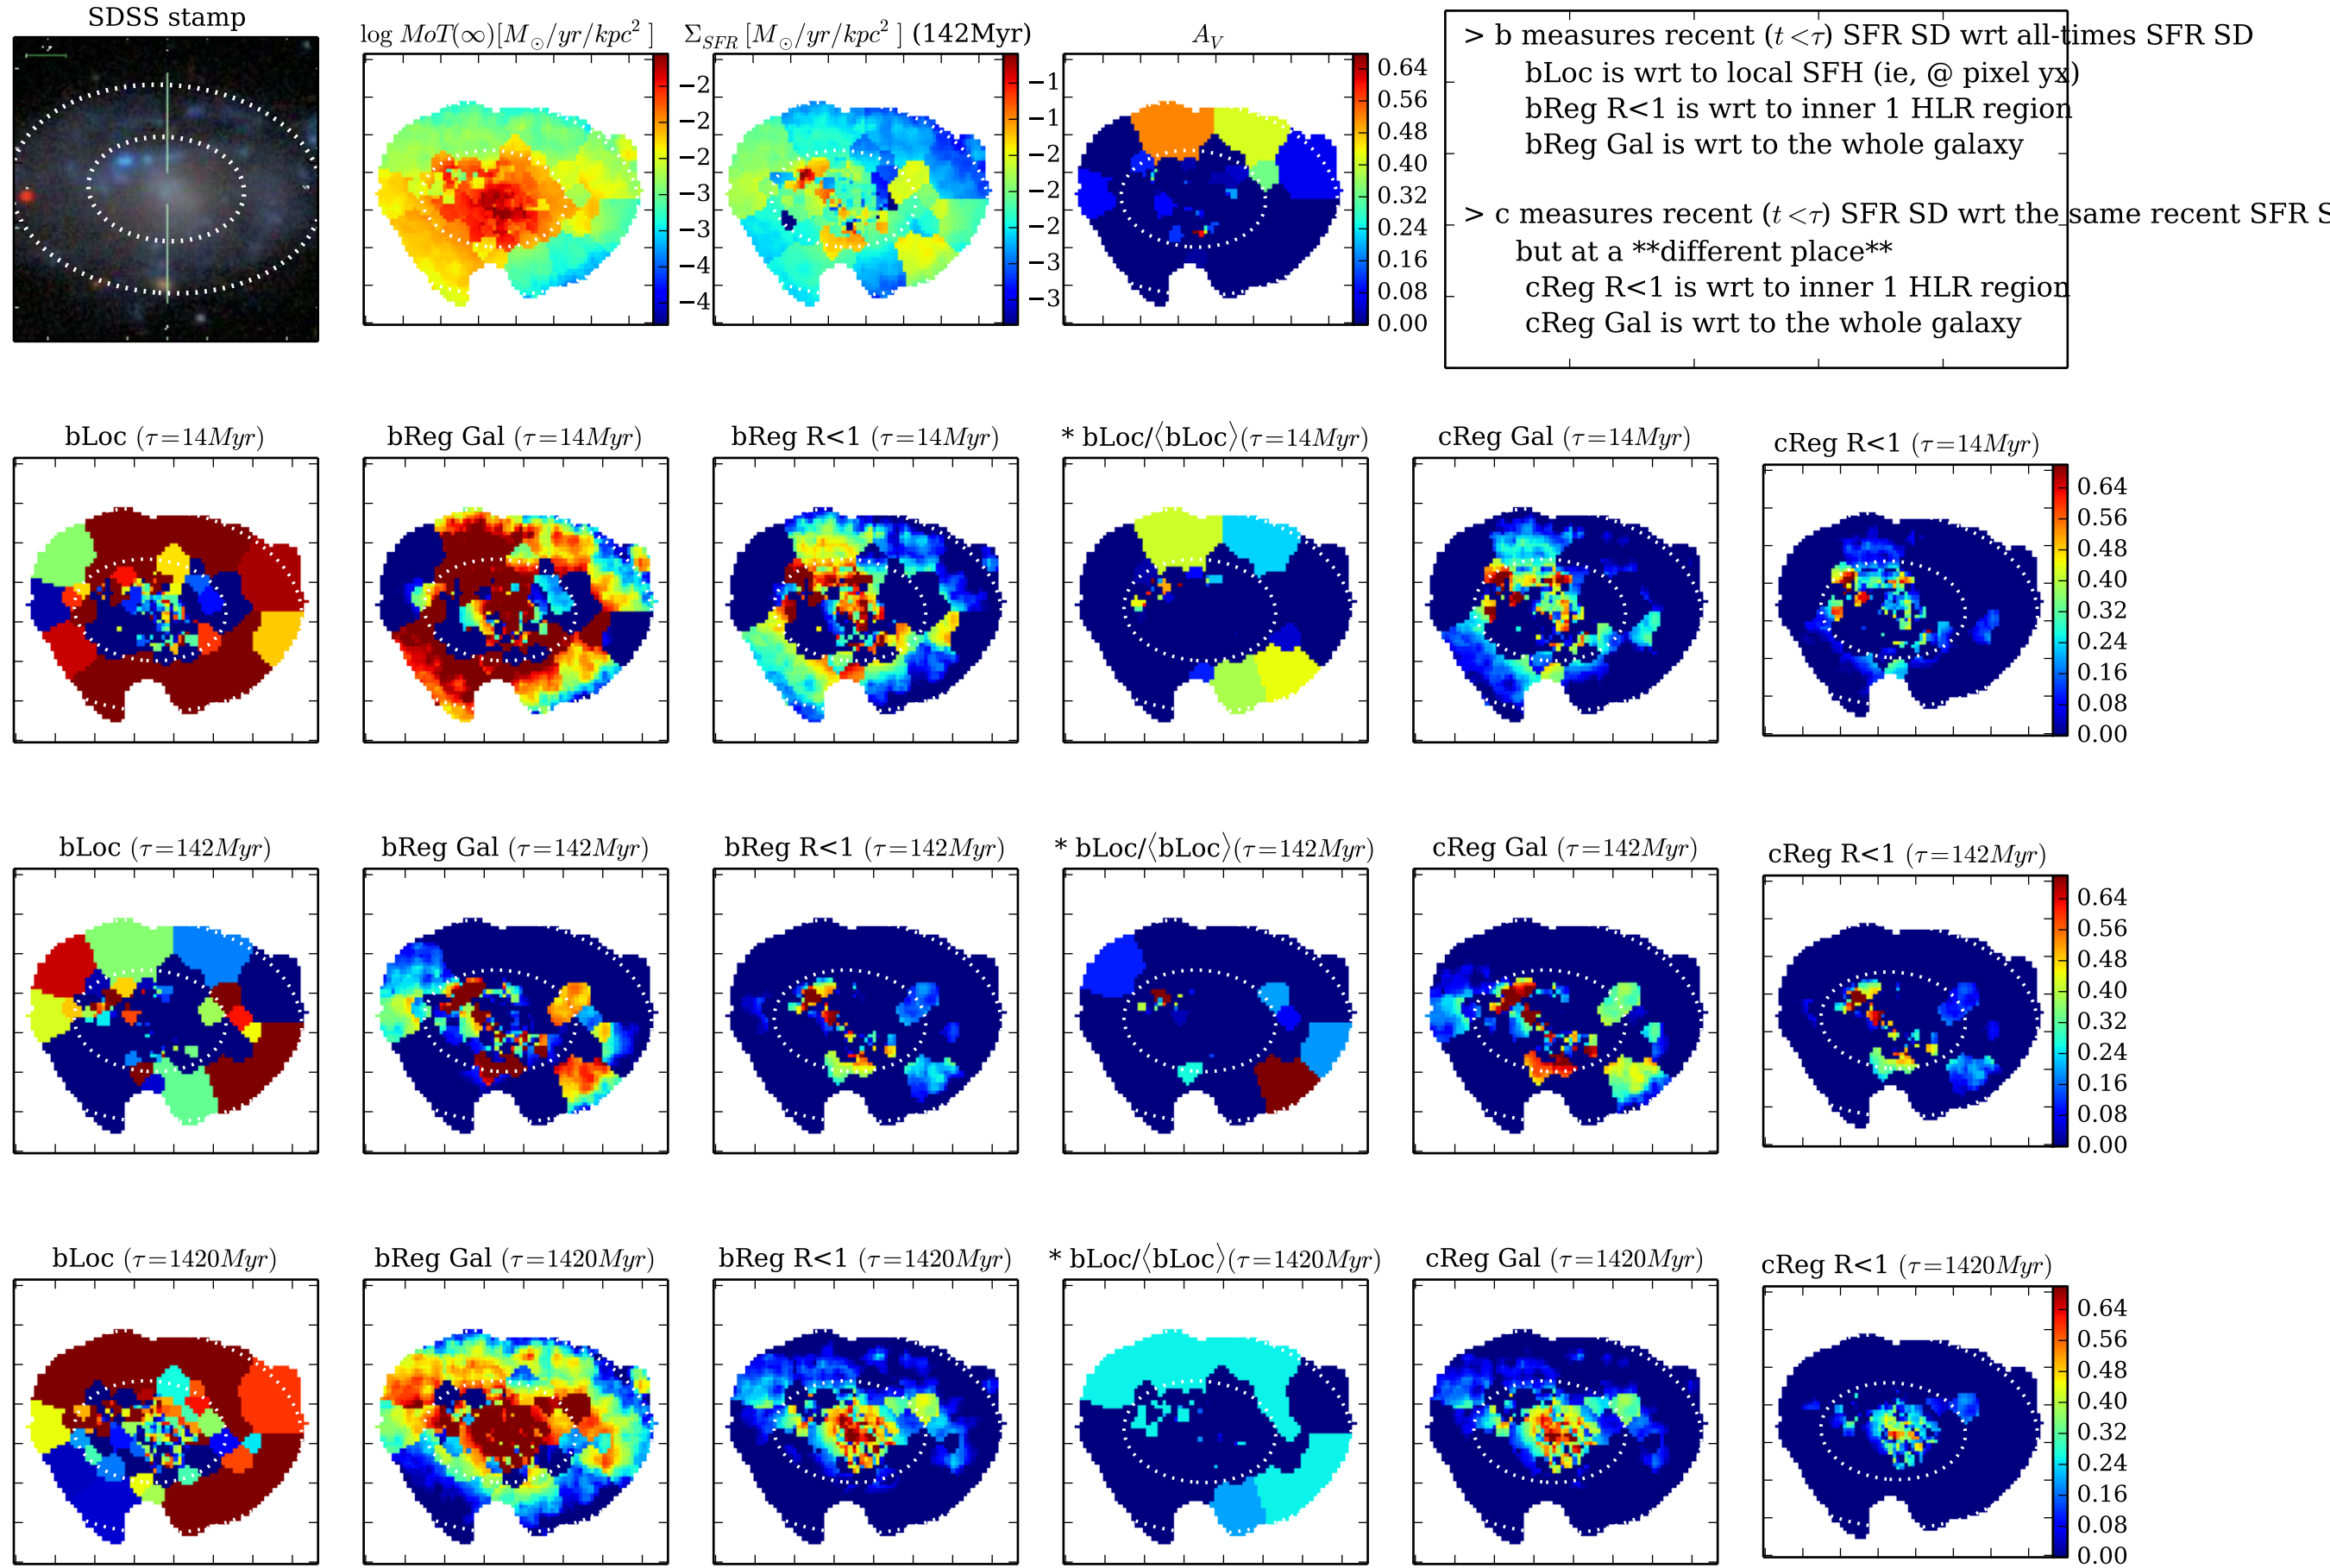 SDSS stamp
log MoT(∞)[M⊙/yr/kpc² ]
Σ_SFR [M⊙/yr/kpc² ] (142Myr)
A_V
−2
−2
−2
−3
−3
−4
−4
−1
−1
−2
−2
−2
−3
−3
0.64
0.56
0.48
0.40
0.32
0.24
0.16
0.08
0.00
> b measures recent (t<τ) SFR SD wrt all-times SFR SD
bLoc is wrt to local SFH (ie, @ pixel yx)
bReg R<1 is wrt to inner 1 HLR region
bReg Gal is wrt to the whole galaxy
> c measures recent (t<τ) SFR SD wrt the same recent SFR S
but at a **different place**
cReg R<1 is wrt to inner 1 HLR region
cReg Gal is wrt to the whole galaxy
bLoc (τ=14Myr)
bReg Gal (τ=14Myr)
bReg R<1 (τ=14Myr)
* bLoc/⟨bLoc⟩(τ=14Myr)
cReg Gal (τ=14Myr)
cReg R<1 (τ=14Myr)
0.64
0.56
0.48
0.40
0.32
0.24
0.16
0.08
0.00
bLoc (τ=142Myr)
bReg Gal (τ=142Myr)
bReg R<1 (τ=142Myr)
* bLoc/⟨bLoc⟩(τ=142Myr)
cReg Gal (τ=142Myr)
cReg R<1 (τ=142Myr)
0.64
0.56
0.48
0.40
0.32
0.24
0.16
0.08
0.00
bLoc (τ=1420Myr)
bReg Gal (τ=1420Myr)
bReg R<1 (τ=1420Myr)
* bLoc/⟨bLoc⟩(τ=1420Myr)
cReg Gal (τ=1420Myr)
cReg R<1 (τ=1420Myr)
0.64
0.56
0.48
0.40
0.32
0.24
0.16
0.08
0.00